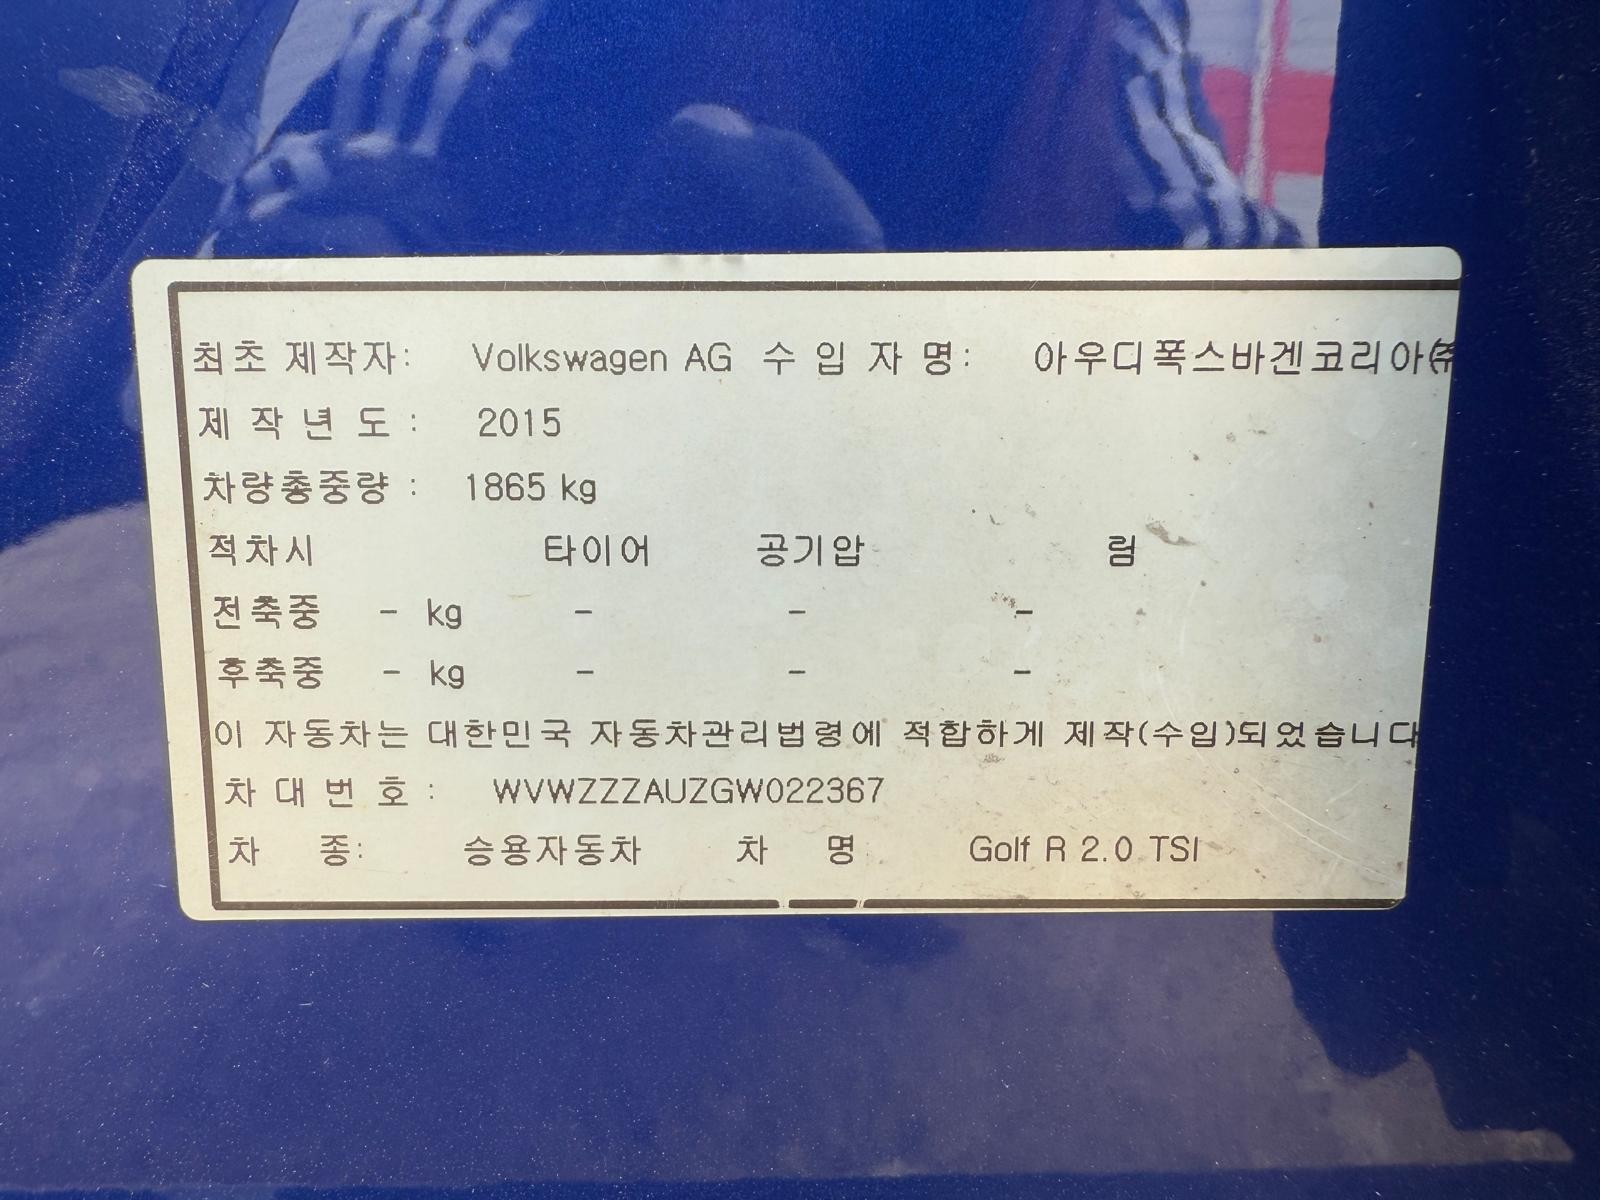 최초 제작자: Volkswagen AG 수 입 자 명: 아우디폭스바겐코리아㈜
제 작 년 도 : 2015
차량총중량 : 1865 kg
적차시 타이어 공기압 림
전축중 - kg - - -
후축중 - kg - - -
이 자동차는 대한민국 자동차관리법령에 적합하게 제작(수입)되었습니다
차 대 번 호 : WVWZZZAUZGW022367
차 종: 승용자동차 차 명 Golf R 2.0 TSI